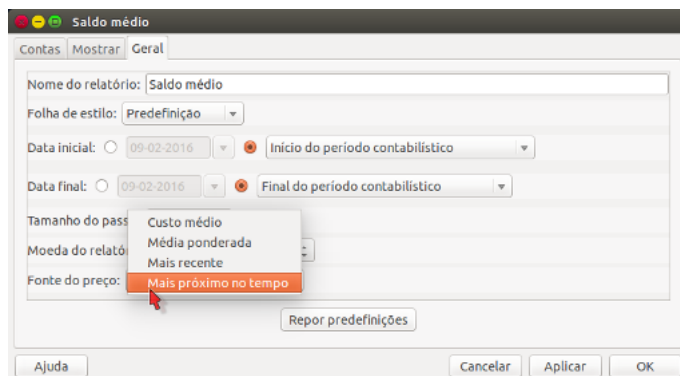 Saldo médio
Contas Mostrar Geral
Nome do relatório: Saldo médio
Folha de estilo: Predefinição
Data inicial: 09-02-2016 Início do período contabilístico
Data final: 09-02-2016 Final do período contabilístico
Tamanho do pass
Custo médio
Média ponderada
Moeda do relató
Mais recente
Fonte do preço: Mais próximo no tempo
Repor predefinições
Ajuda Cancelar Aplicar OK